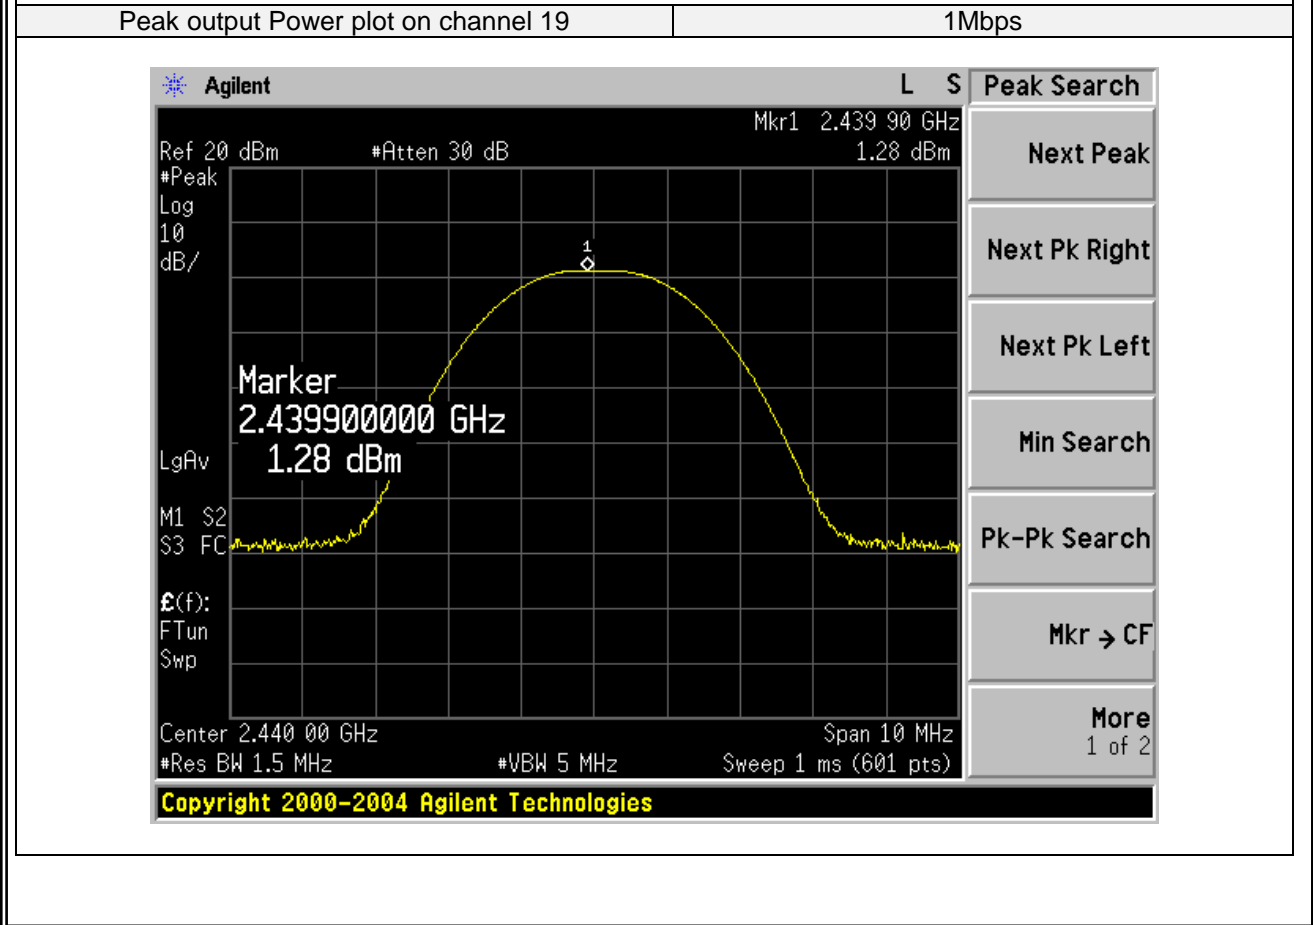 Peak output Power plot on channel 19 1Mbps
Agilent L S Peak Search
Mkr1 2.439 90 GHz
Ref 20 dBm #Atten 30 dB 1.28 dBm
Next Peak
#Peak
Log
10
dB/
1
Next Pk Right
Next Pk Left
Marker
2.439900000 GHz
1.28 dBm
LgAv
Min Search
M1 S2
S3 FC
Pk-Pk Search
£(f):
FTun
Swp
Mkr → CF
Center 2.440 00 GHz Span 10 MHz
#Res BW 1.5 MHz #VBW 5 MHz Sweep 1 ms (601 pts)
More
1 of 2
Copyright 2000-2004 Agilent Technologies